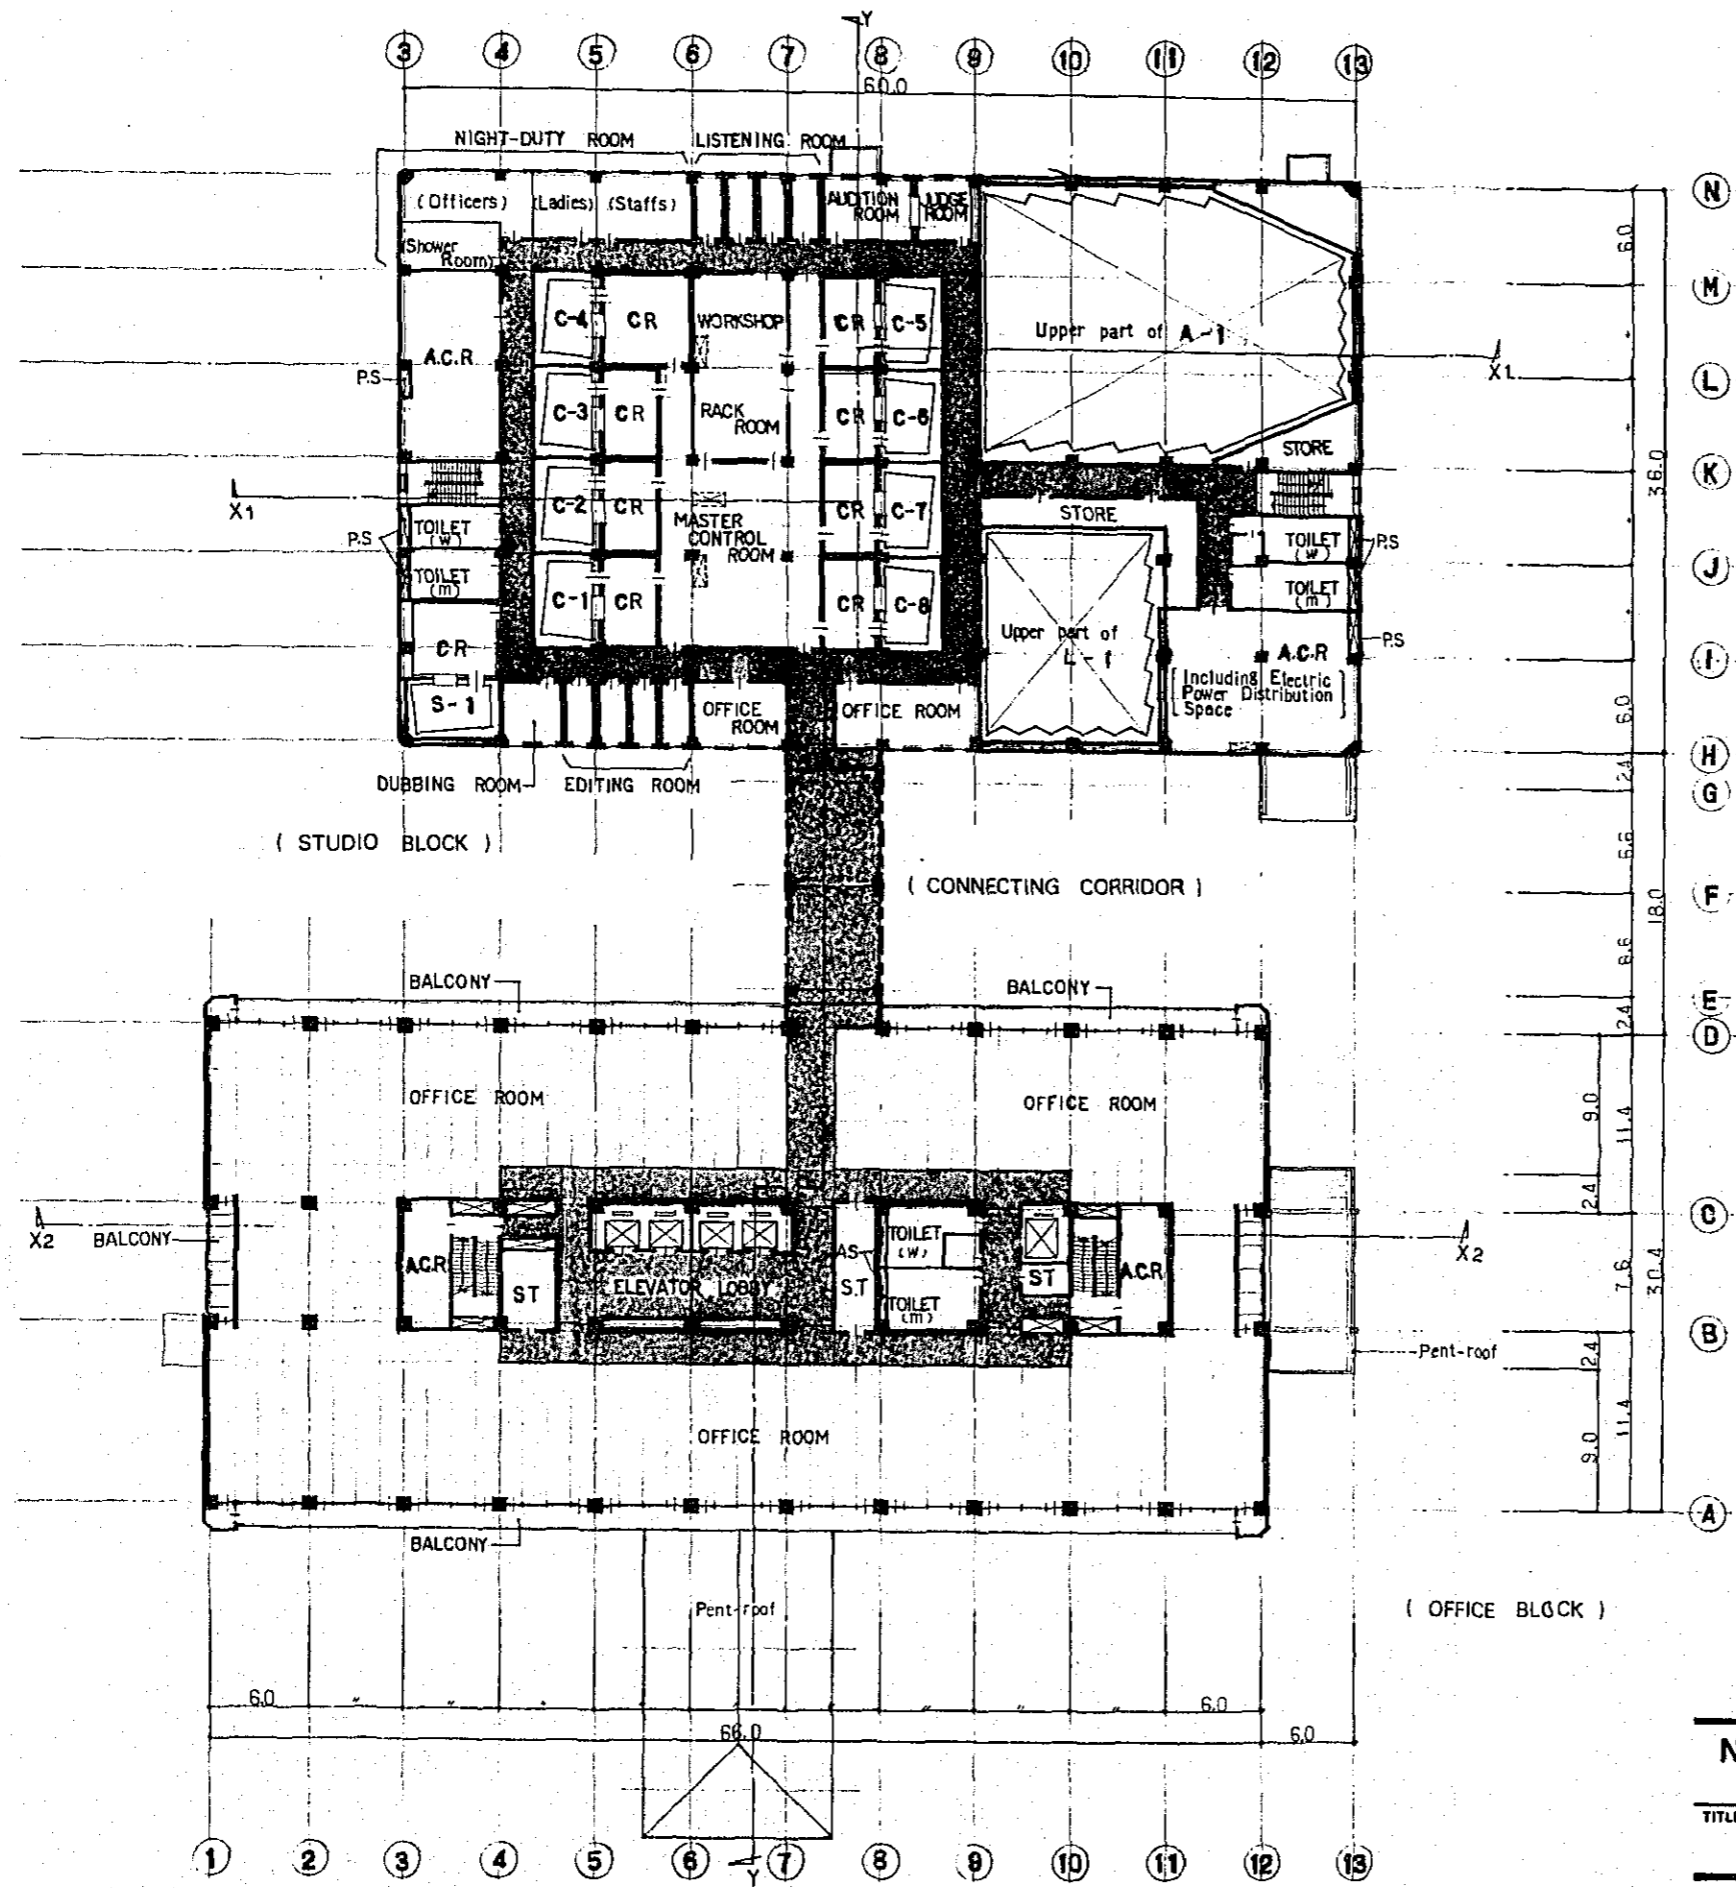 Y
3 4 5 6 7 8 9 10 11 12 13
60.0
NIGHT-DUTY ROOM
LISTENING ROOM
(Officers)
(Ladies)
(Staffs)
AUDITION
ROOM
JUDGE
ROOM
N
(Shower
Room)
6.0
M
C-4
CR
WORKSHOP
CR
C-5
Upper part of A-1
A.C.R
P.S
X1
L
C-3
CR
RACK
ROOM
CR
C-6
STORE
K
36.0
X1
C-2
CR
MASTER
CONTROL
ROOM
CR
C-7
STORE
TOILET
(W)
P.S
TOILET
(m)
TOILET
(W)
P.S
TOILET
(m)
J
C-1
CR
CR
C-8
Upper part of
L-1
P.S
CR
A.C.R
Including Electric
Power Distribution
Space
I
S-1
OFFICE
ROOM
OFFICE ROOM
6.0
H
DUBBING ROOM
EDITING ROOM
2.4
G
( STUDIO BLOCK )
6.6
( CONNECTING CORRIDOR )
F
18.0
6.6
BALCONY
BALCONY
E
2.4
D
OFFICE ROOM
OFFICE ROOM
9.0
11.4
2.4
C
X2
BALCONY
TOILET
(W)
X2
A.C.R
ST
ELEVATOR LOBBY
AS
S.T
TOILET
(m)
ST
A.C.R
7.6
30.4
B
Pent-roof
2.4
11.4
OFFICE ROOM
9.0
A
BALCONY
Pent-roof
( OFFICE BLOCK )
6.0 " " " " " " 6.0
66.0
6.0
1 2 3 4 5 6 7 8 9 10 11 12 13
Y
N
TITL